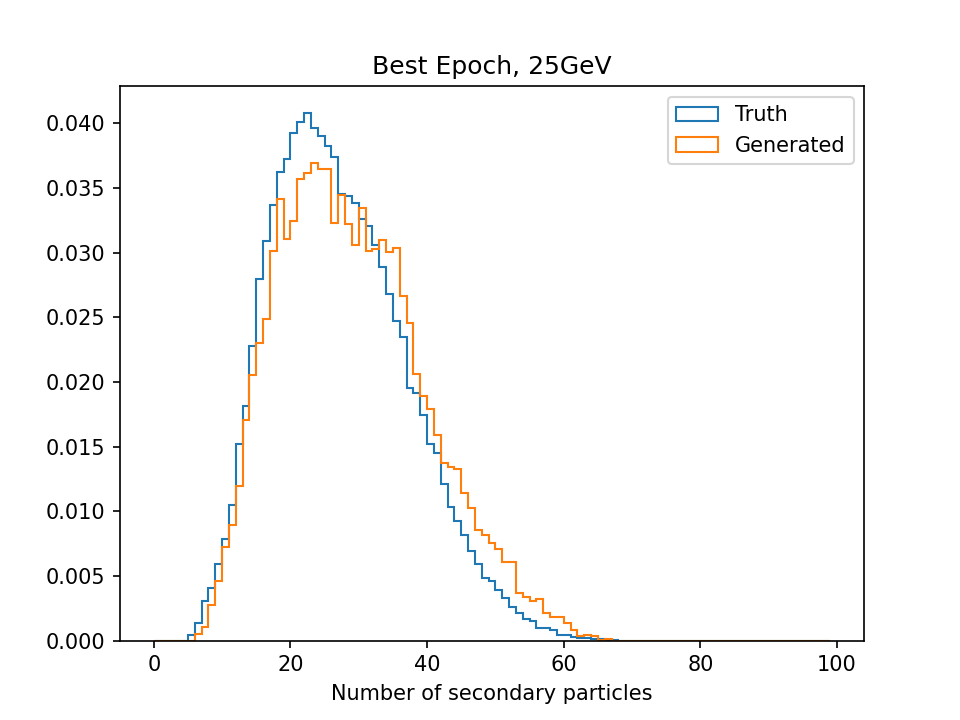 Best Epoch, 25GeV
Truth
Generated
0.040
0.035
0.030
0.025
0.020
0.015
0.010
0.005
0.000
0 20 40 60 80 100
Number of secondary particles